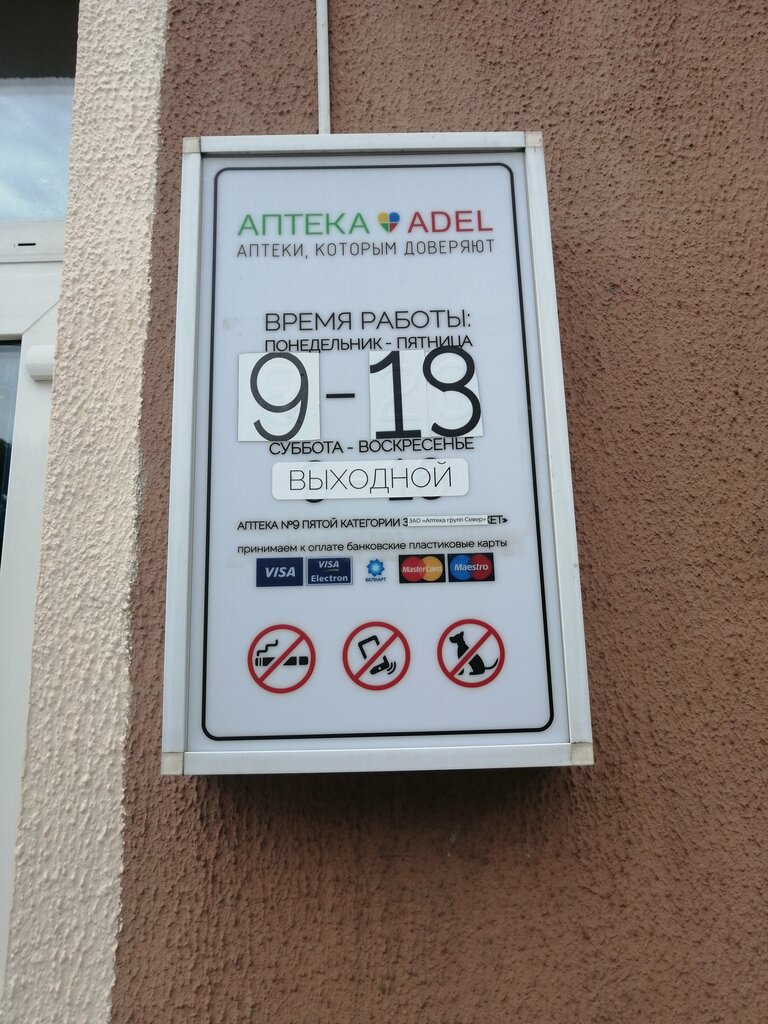 АПТЕКА ADEL
АПТЕКИ, КОТОРЫМ ДОВЕРЯЮТ
ВРЕМЯ РАБОТЫ:
ПОНЕДЕЛЬНИК - ПЯТНИЦА
9-18
СУББОТА - ВОСКРЕСЕНЬЕ
ВЫХОДНОЙ
АПТЕКА №9 ПЯТОЙ КАТЕГОРИИ ЗАО «Аптека групп Север»
принимаем к оплате банковские пластиковые карты
VISA VISA Electron БЕЛКАРТ MasterCard Maestro